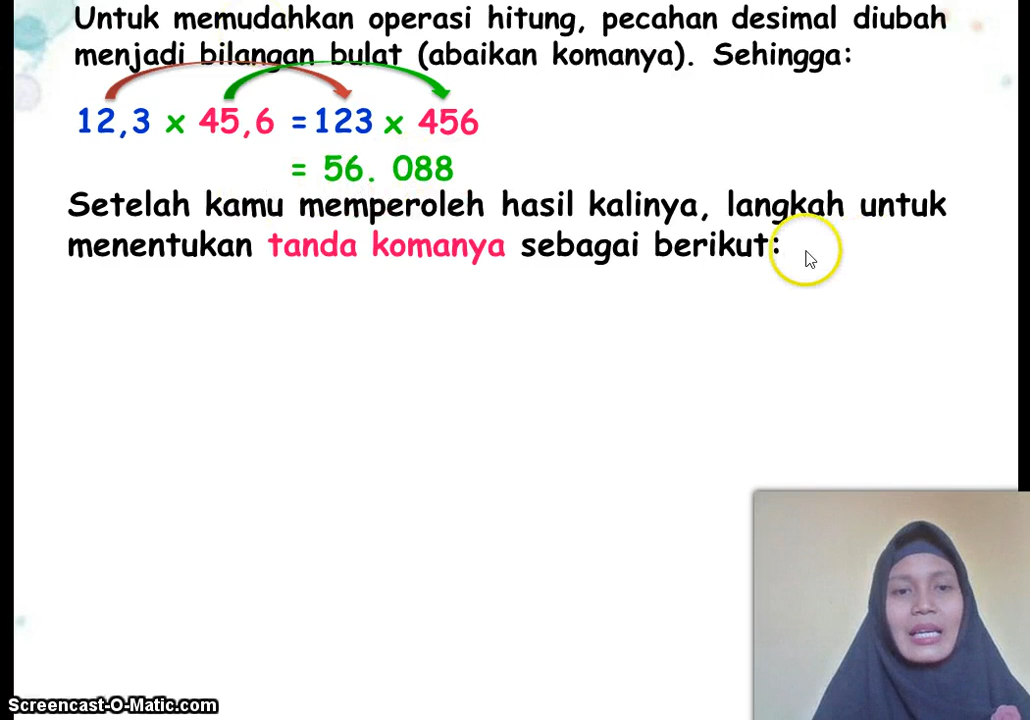 Untuk memudahkan operasi hitung, pecahan desimal diubah
menjadi bilangan bulat (abaikan komanya). Sehingga:
12,3 x 45,6 = 123 x 456
= 56. 088
Setelah kamu memperoleh hasil kalinya, langkah untuk
menentukan tanda komanya sebagai berikut:
Screencast-O-Matic.com